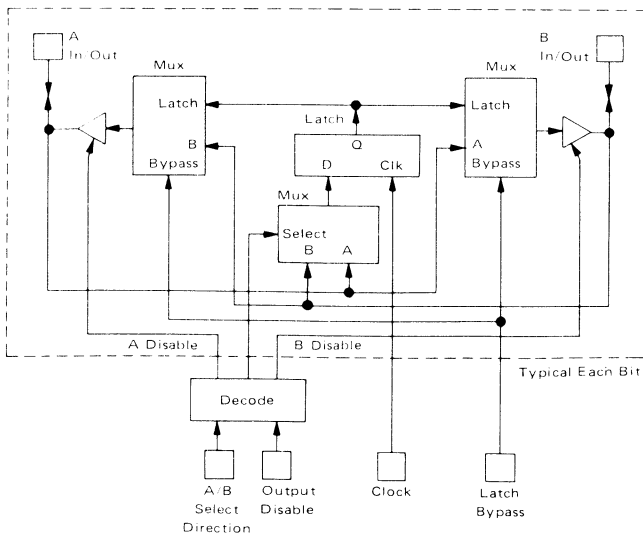 A
In/Out
B
In/Out
Mux
Mux
Latch
Latch
Latch
B
Bypass
Q
D Clk
A
Bypass
Mux
Select
B A
A Disable
B Disable
Typical Each Bit
Decode
A/B
Select
Direction
Output
Disable
Clock
Latch
Bypass